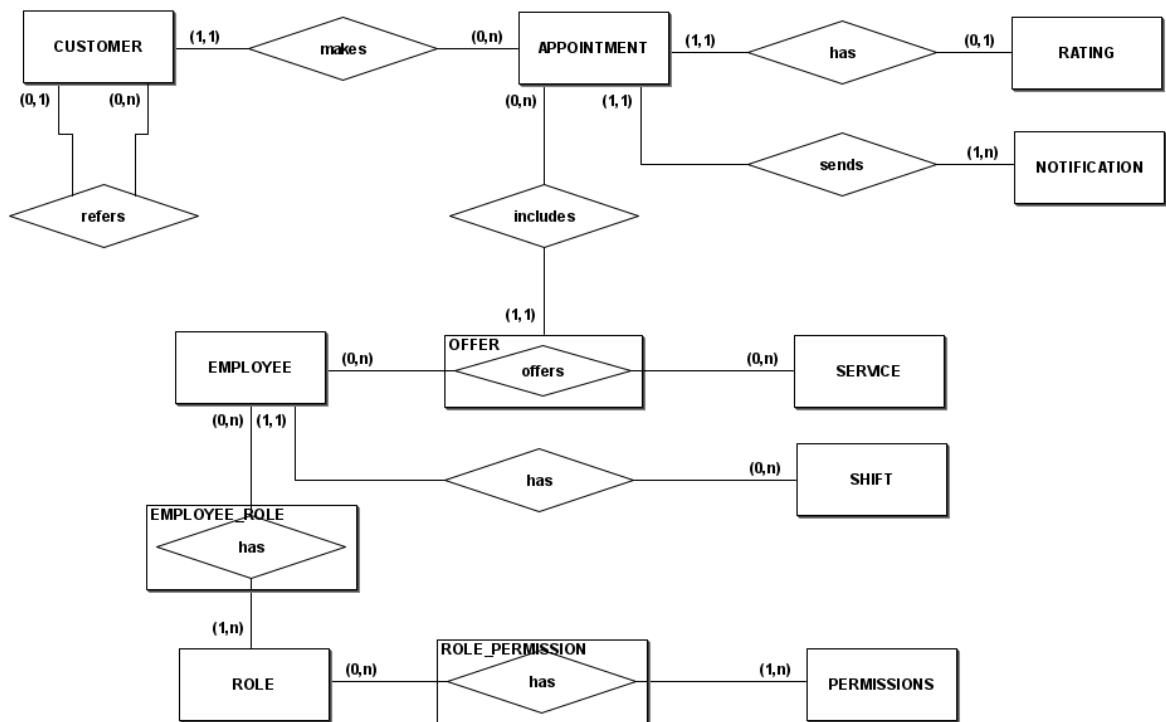 CUSTOMER (1,1) makes (0,n) APPOINTMENT (1,1) has (0,1) RATING
(0,1) (0,n) (0,n) (1,1)
sends (1,n) NOTIFICATION
refers includes
(1,1)
OFFER
EMPLOYEE (0,n) offers (0,n) SERVICE
(0,n) (1,1)
has (0,n) SHIFT
EMPLOYEE_ROLE
has
(1,n)
ROLE_PERMISSION
ROLE (0,n) has (1,n) PERMISSIONS